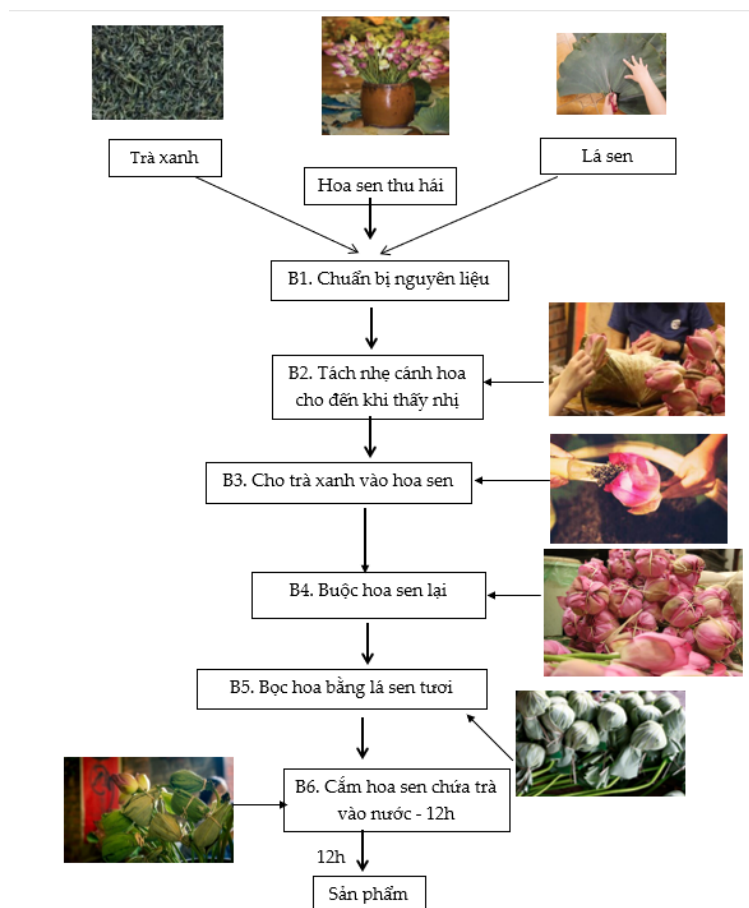 Trà xanh
Hoa sen thu hái
Lá sen
B1. Chuẩn bị nguyên liệu
B2. Tách nhẹ cánh hoa
cho đến khi thấy nhị
B3. Cho trà xanh vào hoa sen
B4. Buộc hoa sen lại
B5. Bọc hoa bằng lá sen tươi
B6. Cắm hoa sen chứa trà
vào nước - 12h
12h
Sản phẩm